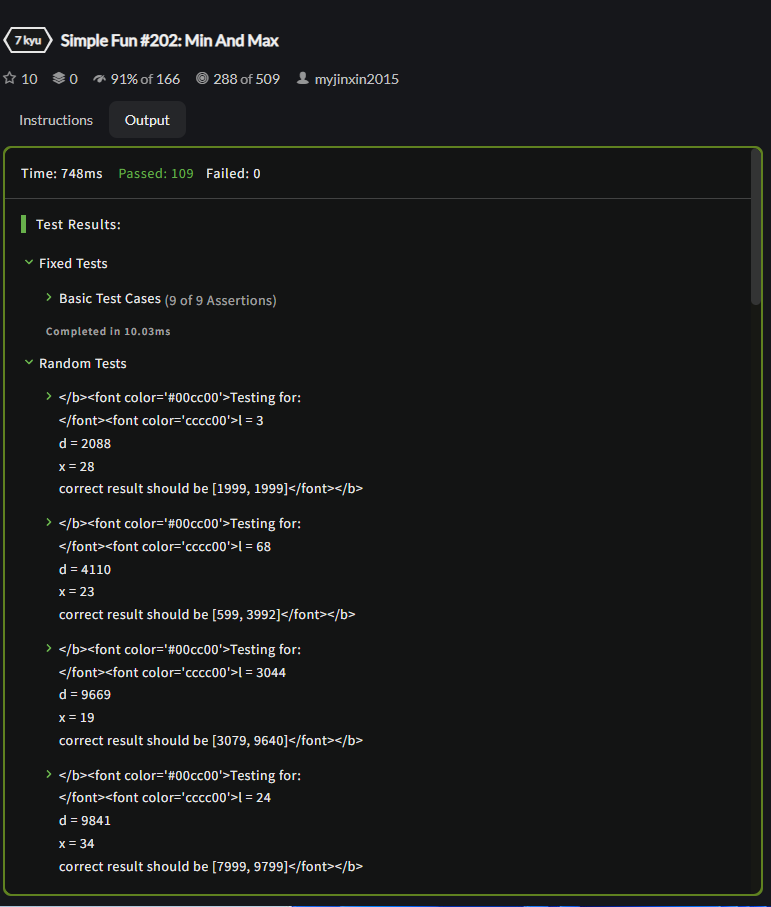 7 kyu Simple Fun #202: Min And Max
10 0 91% of 166 288 of 509 myjinxin2015
Instructions Output
Time: 748ms Passed: 109 Failed: 0
Test Results:
Fixed Tests
Basic Test Cases (9 of 9 Assertions)
Completed in 10.03ms
Random Tests
</b><font color='#00cc00'>Testing for:
</font><font color='cccc00'>l = 3
d = 2088
x = 28
correct result should be [1999, 1999]</font></b>
</b><font color='#00cc00'>Testing for:
</font><font color='cccc00'>l = 68
d = 4110
x = 23
correct result should be [599, 3992]</font></b>
</b><font color='#00cc00'>Testing for:
</font><font color='cccc00'>l = 3044
d = 9669
x = 19
correct result should be [3079, 9640]</font></b>
</b><font color='#00cc00'>Testing for:
</font><font color='cccc00'>l = 24
d = 9841
x = 34
correct result should be [7999, 9799]</font></b>